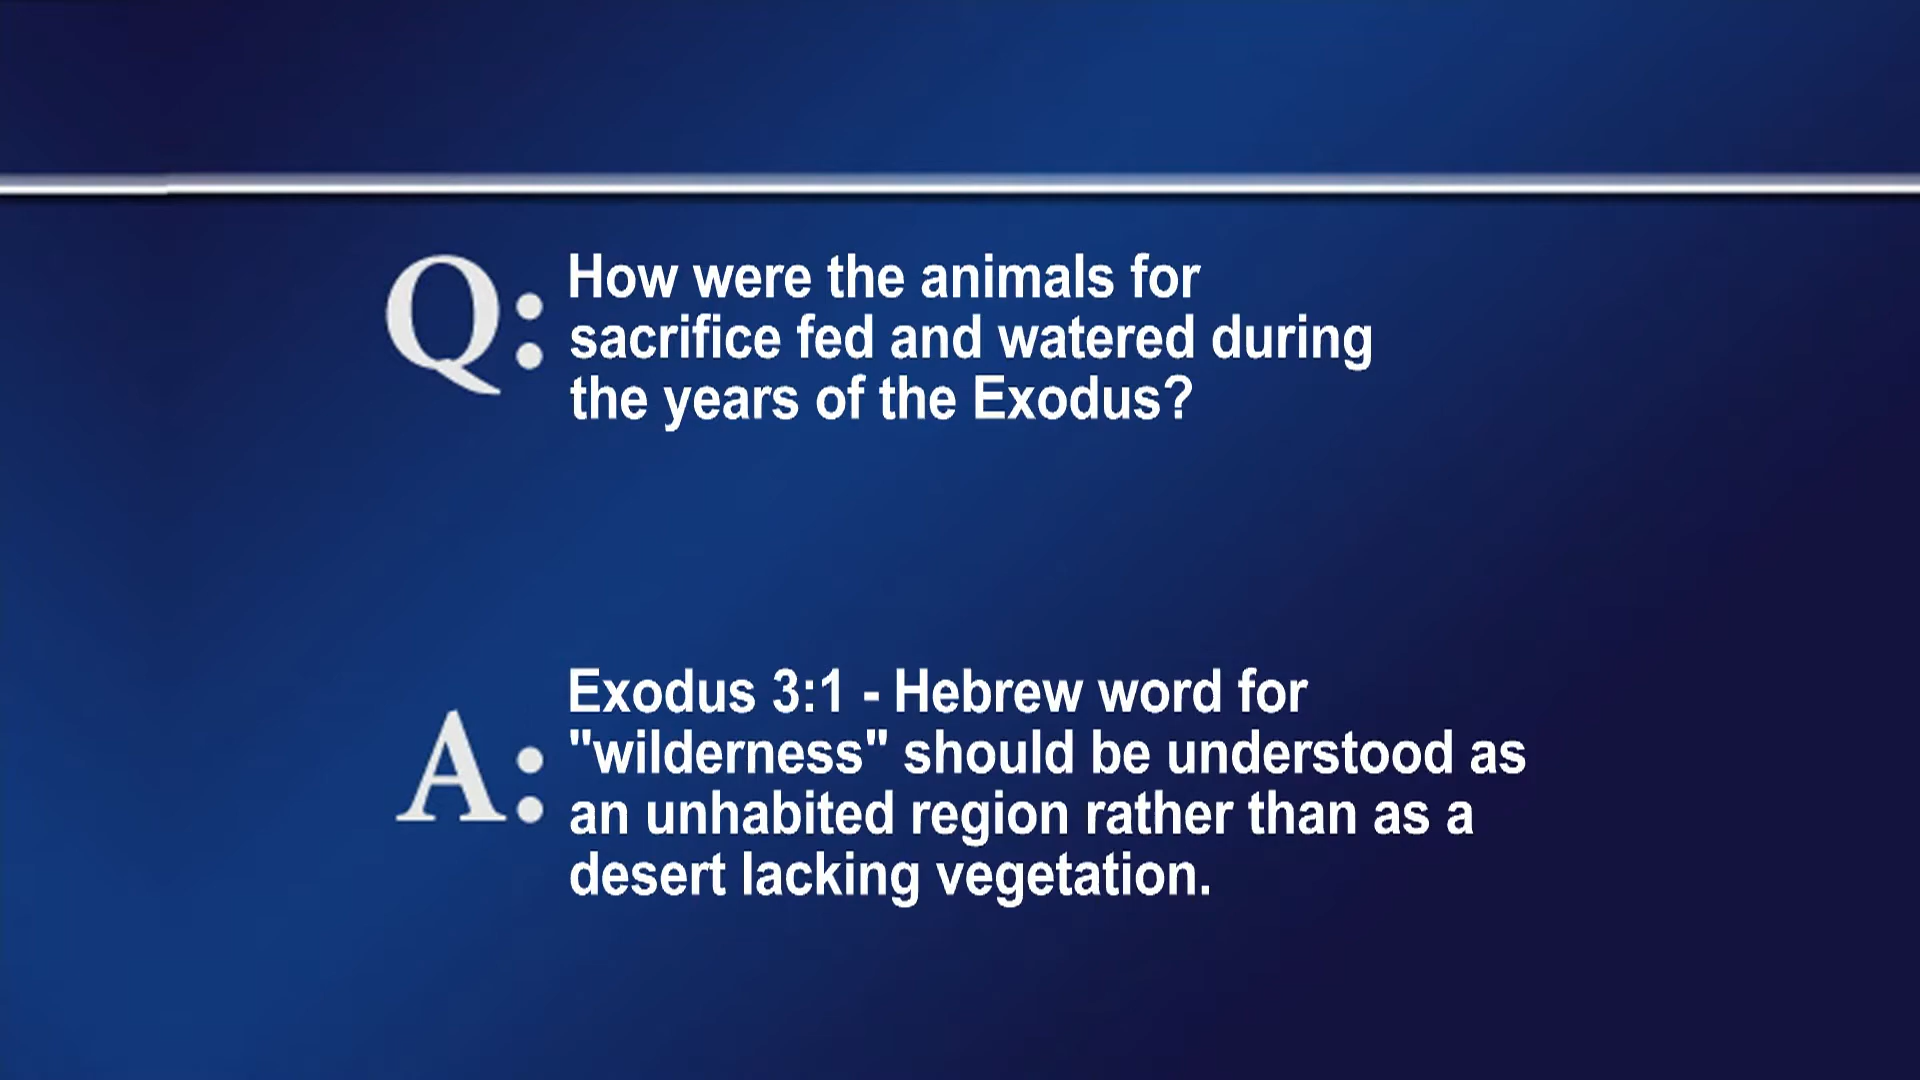 Q: How were the animals for
sacrifice fed and watered during
the years of the Exodus?
A: Exodus 3:1 - Hebrew word for
"wilderness" should be understood as
an unhabited region rather than as a
desert lacking vegetation.